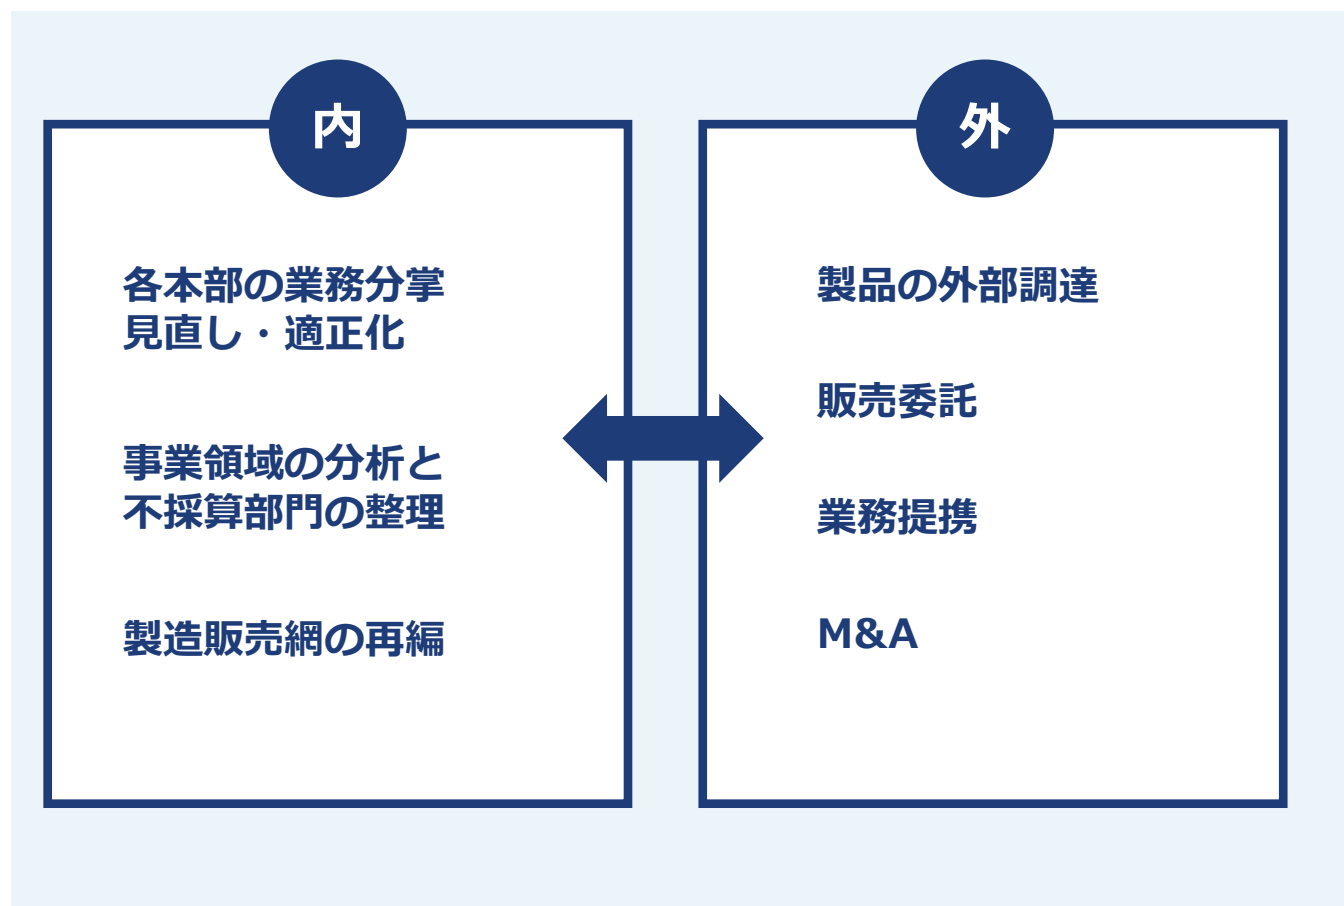 内
各本部の業務分掌
見直し・適正化
事業領域の分析と
不採算部門の整理
製造販売網の再編
外
製品の外部調達
販売委託
業務提携
M&A